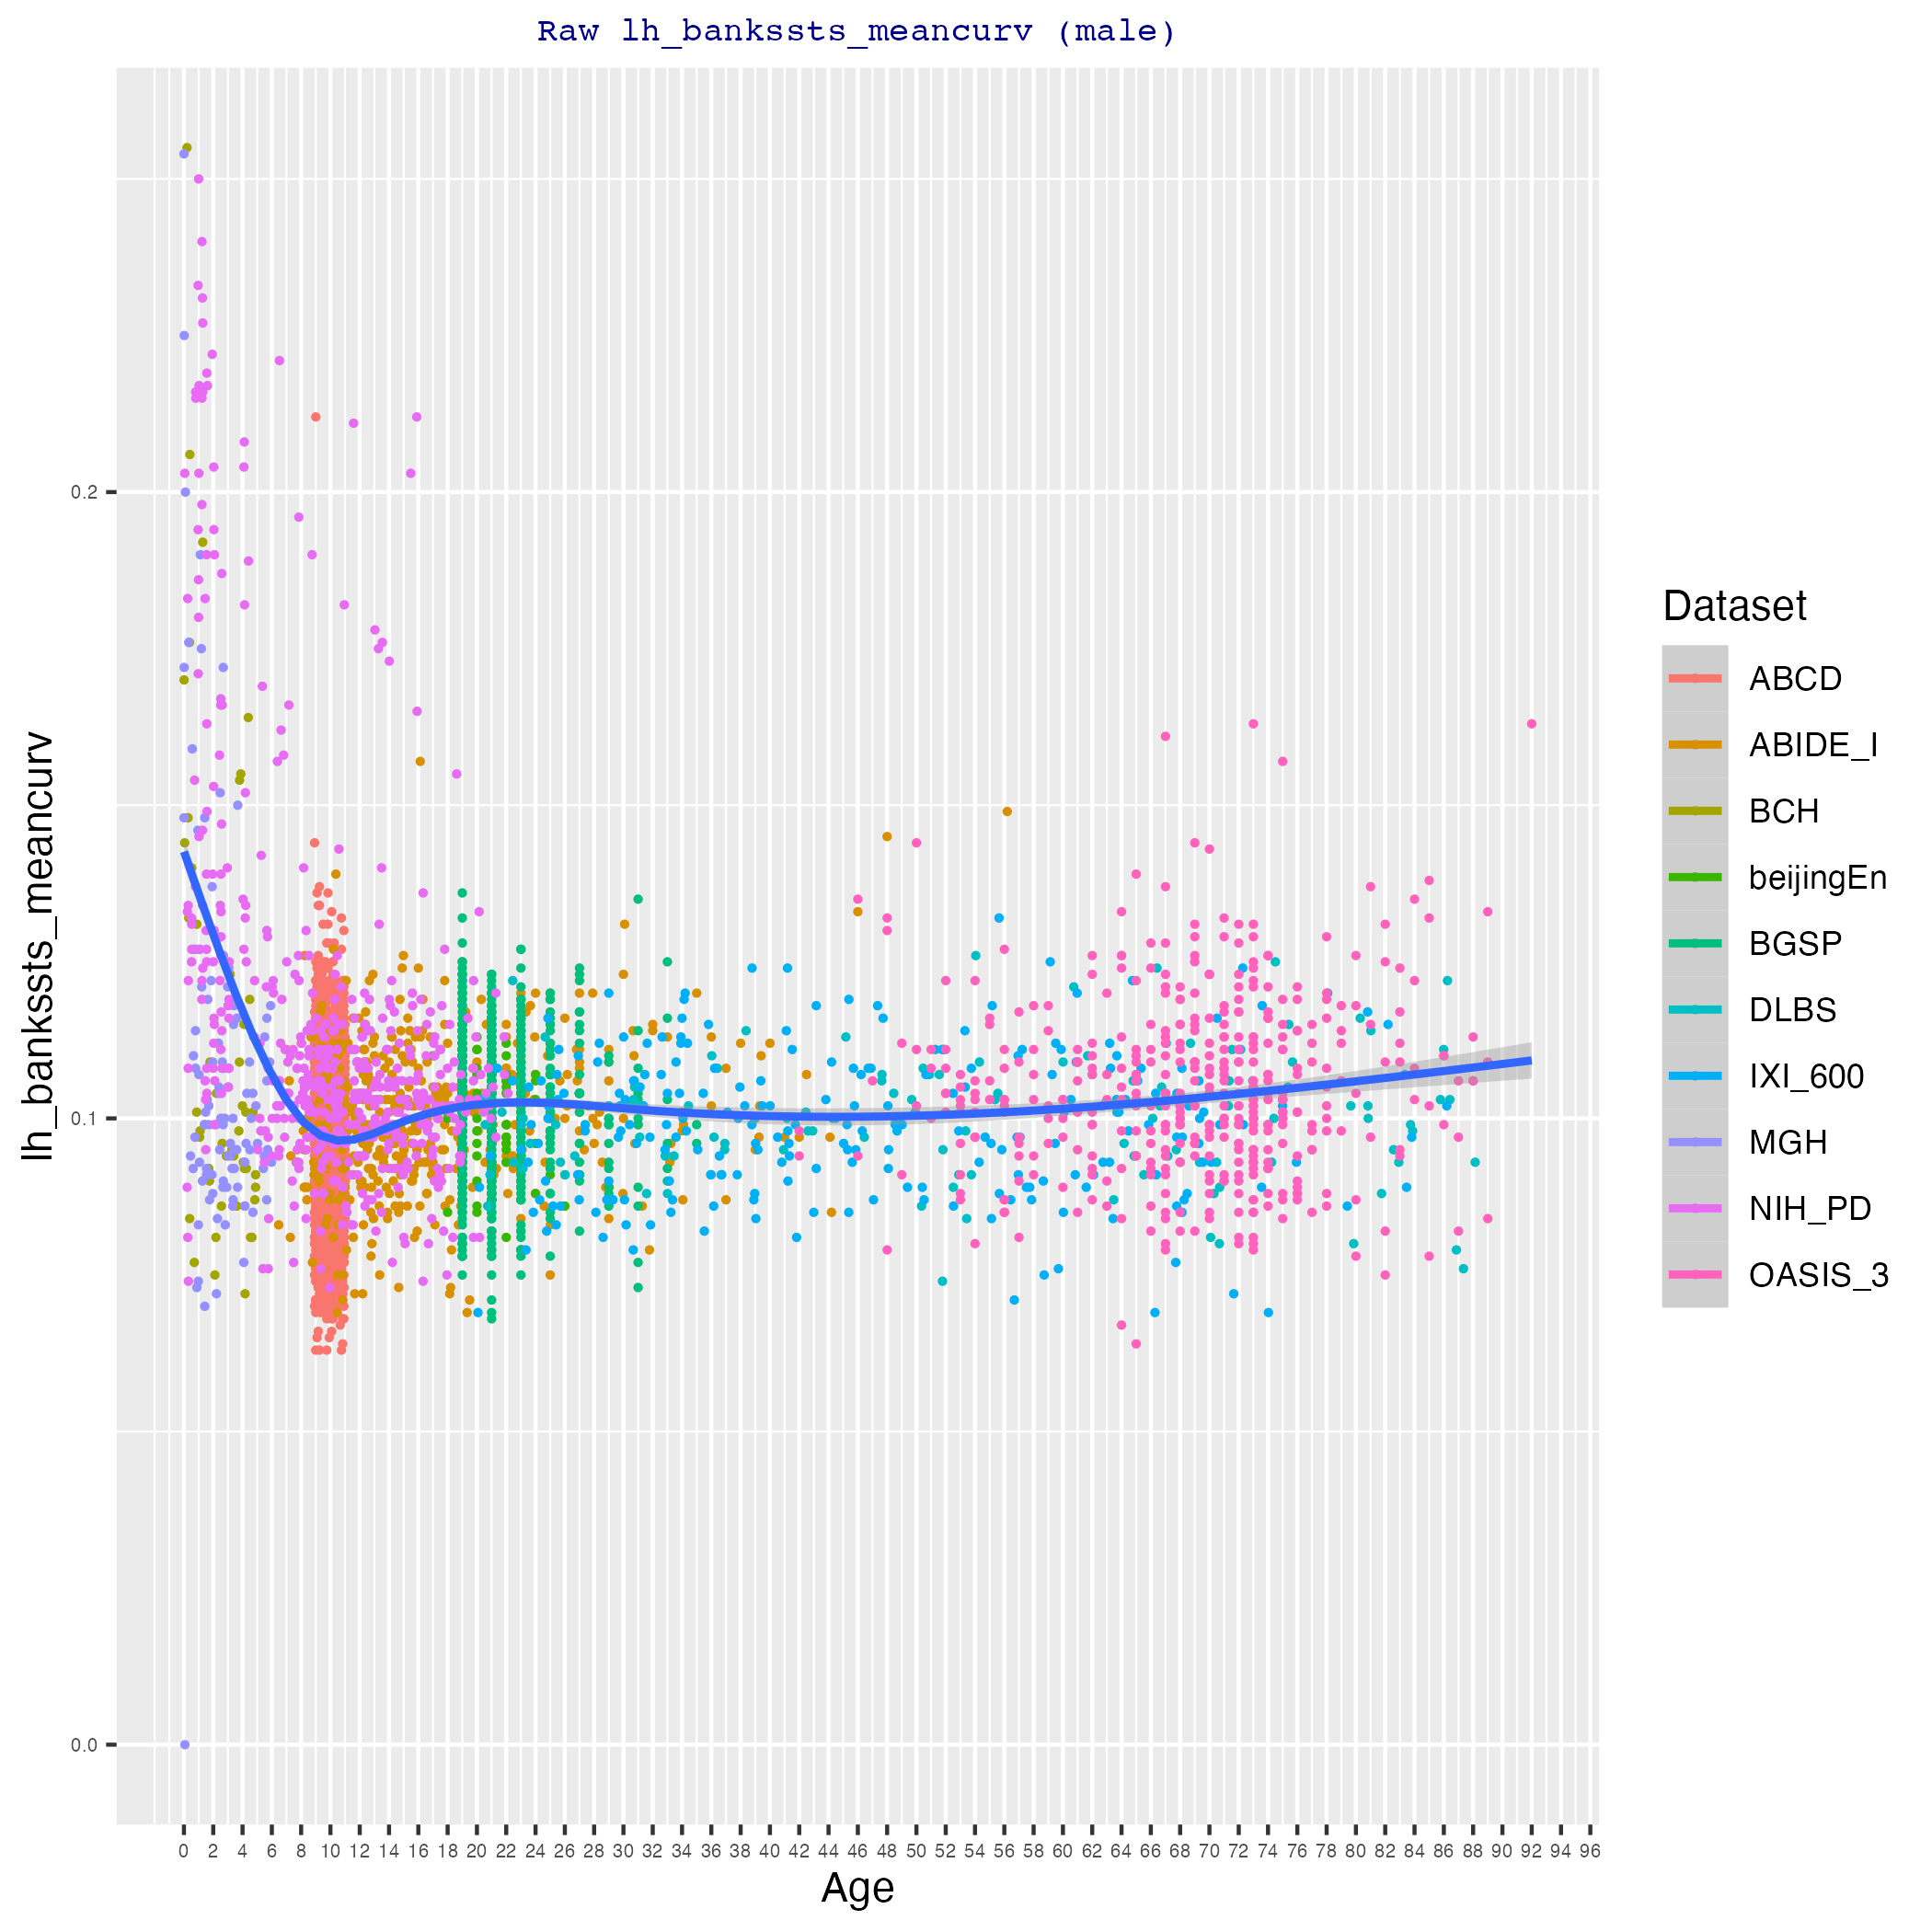 Raw lh_bankssts_meancurv (male)
lh_bankssts_meancurv
0.2
0.1
0.0
0 2 4 6 8 10 12 14 16 18 20 22 24 26 28 30 32 34 36 38 40 42 44 46 48 50 52 54 56 58 60 62 64 66 68 70 72 74 76 78 80 82 84 86 88 90 92 94 96
Age
Dataset
ABCD
ABIDE_I
BCH
beijingEn
BGSP
DLBS
IXI_600
MGH
NIH_PD
OASIS_3